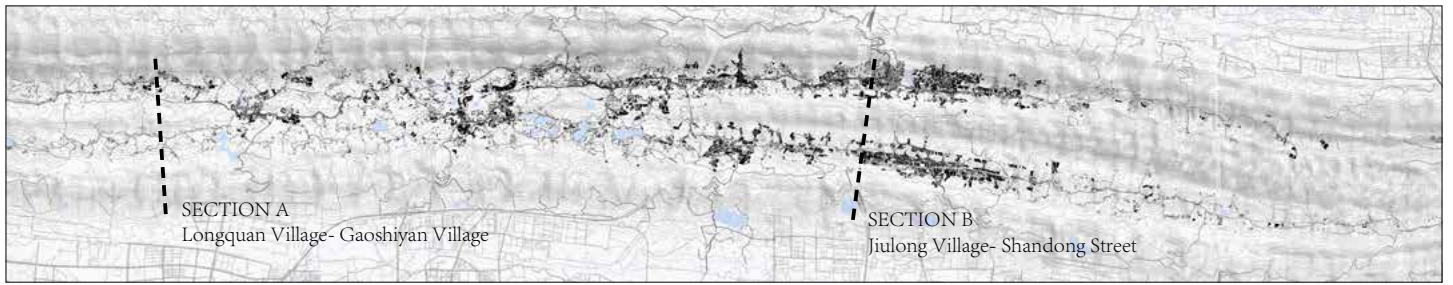 SECTION A
Longquan Village- Gaoshiyan Village
SECTION B
Jiulong Village- Shandong Street